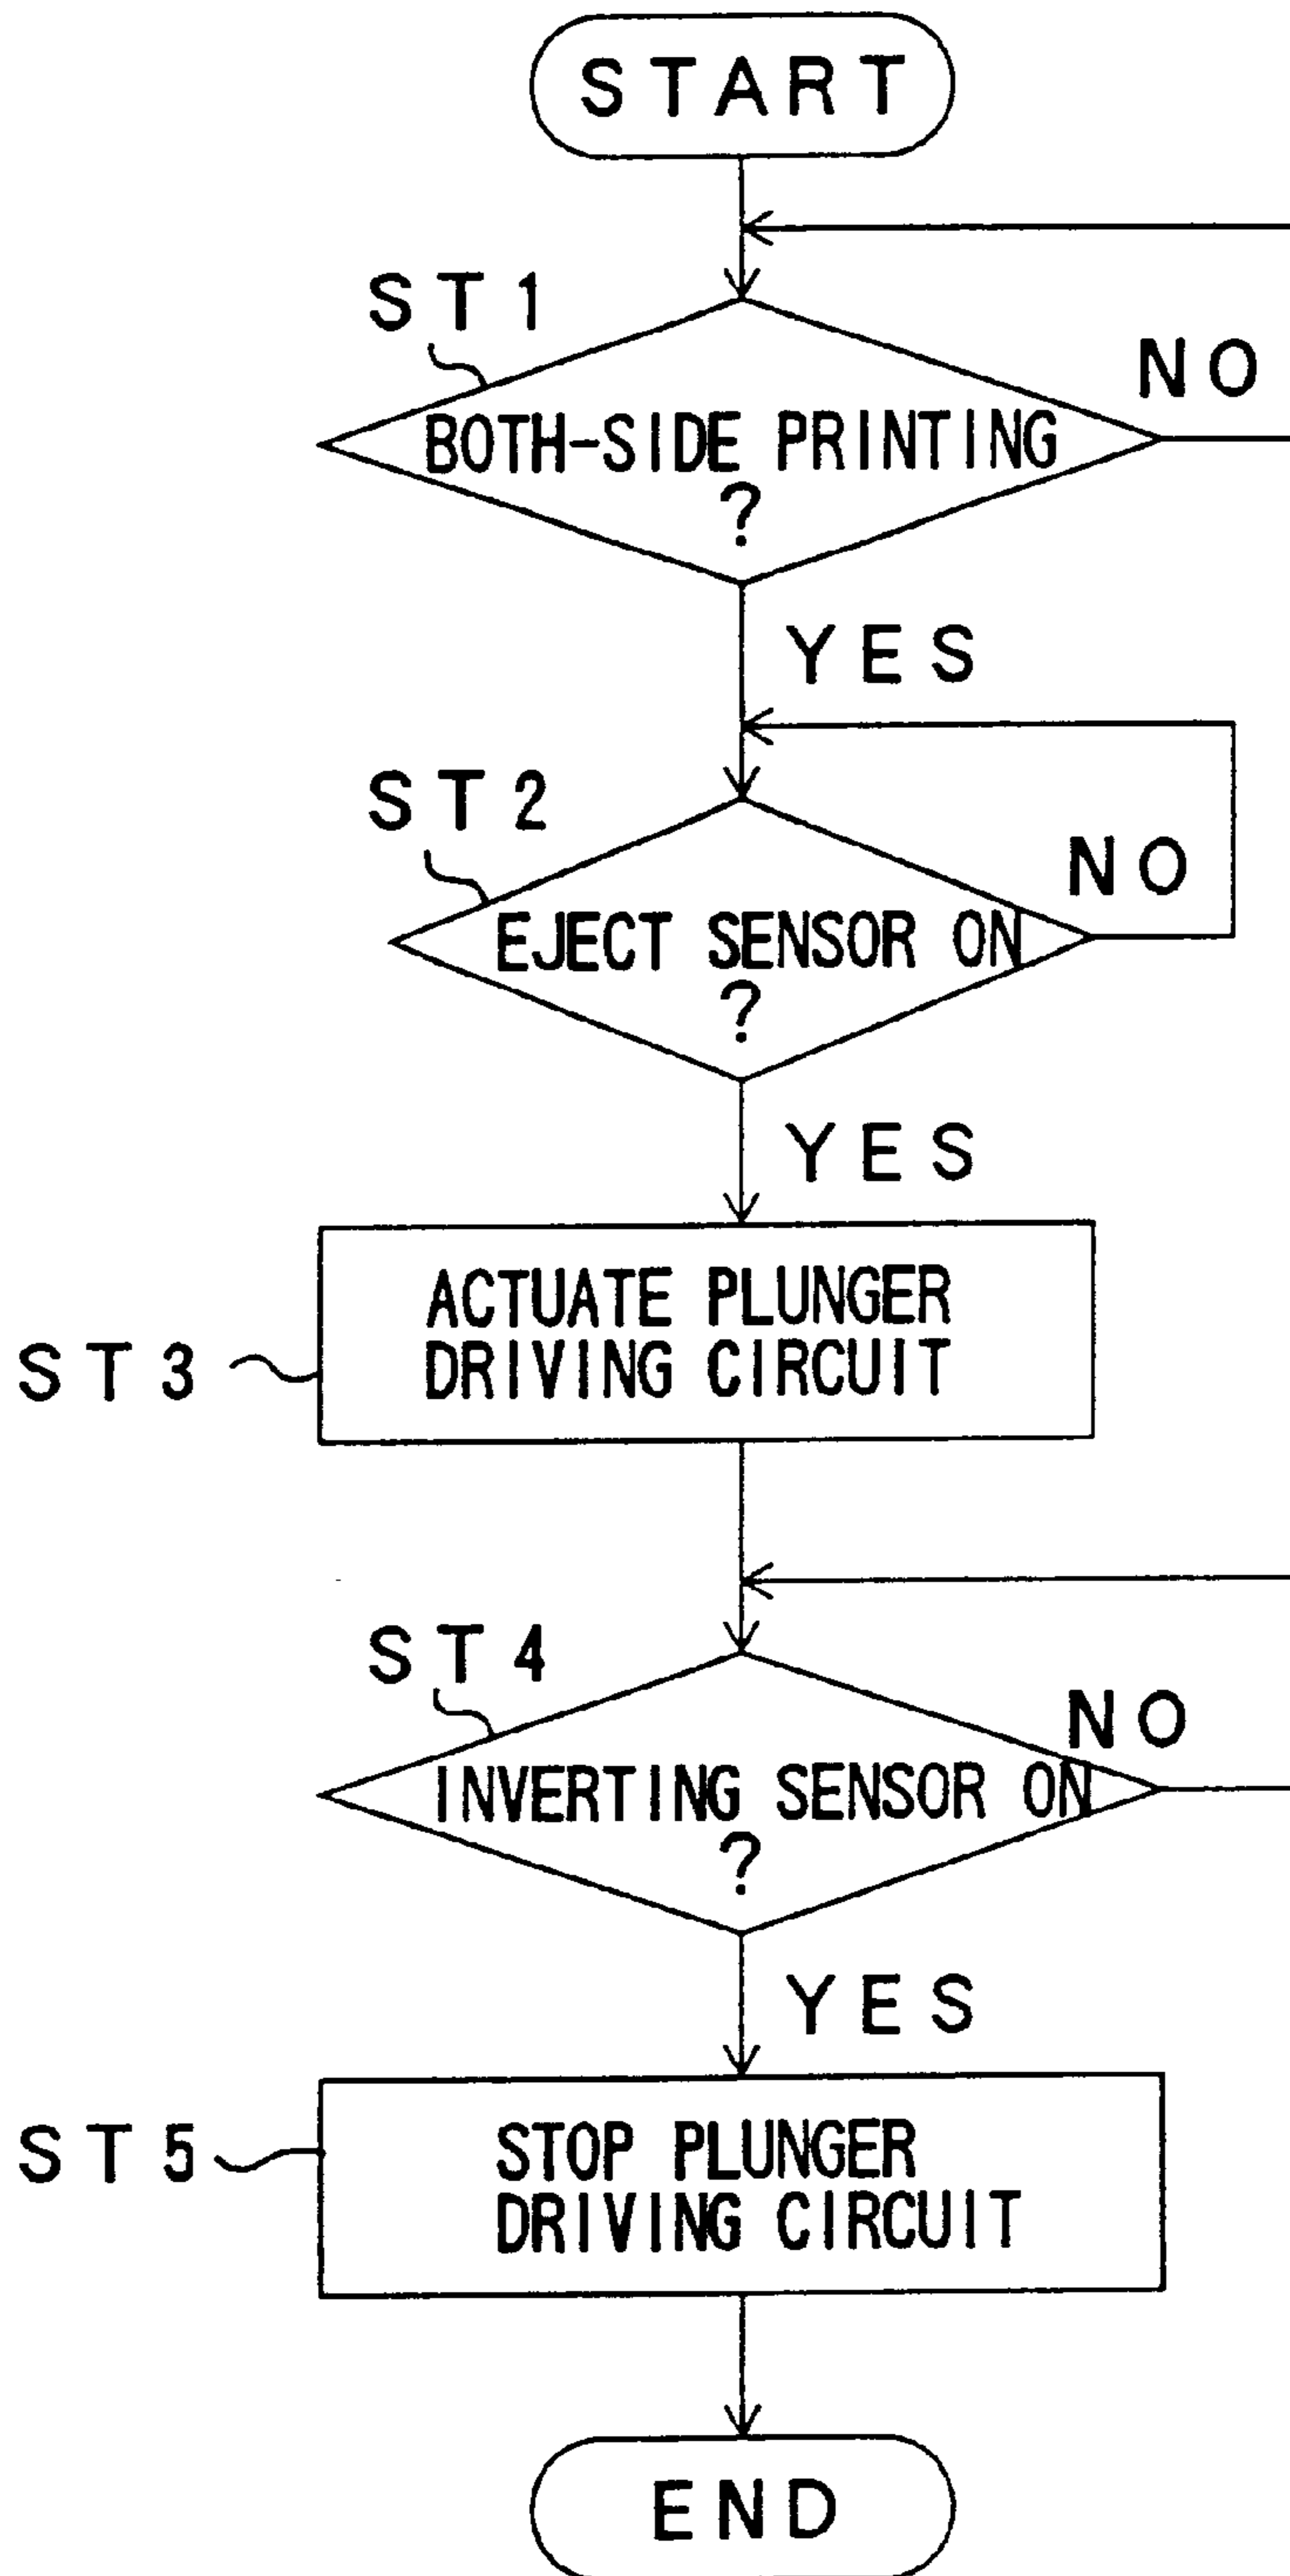 START
ST1
NO
BOTH-SIDE PRINTING
?
YES
ST2
NO
EJECT SENSOR ON
?
YES
ACTUATE PLUNGER
DRIVING CIRCUIT
ST3
ST4
NO
INVERTING SENSOR ON
?
YES
STOP PLUNGER
DRIVING CIRCUIT
ST5
END